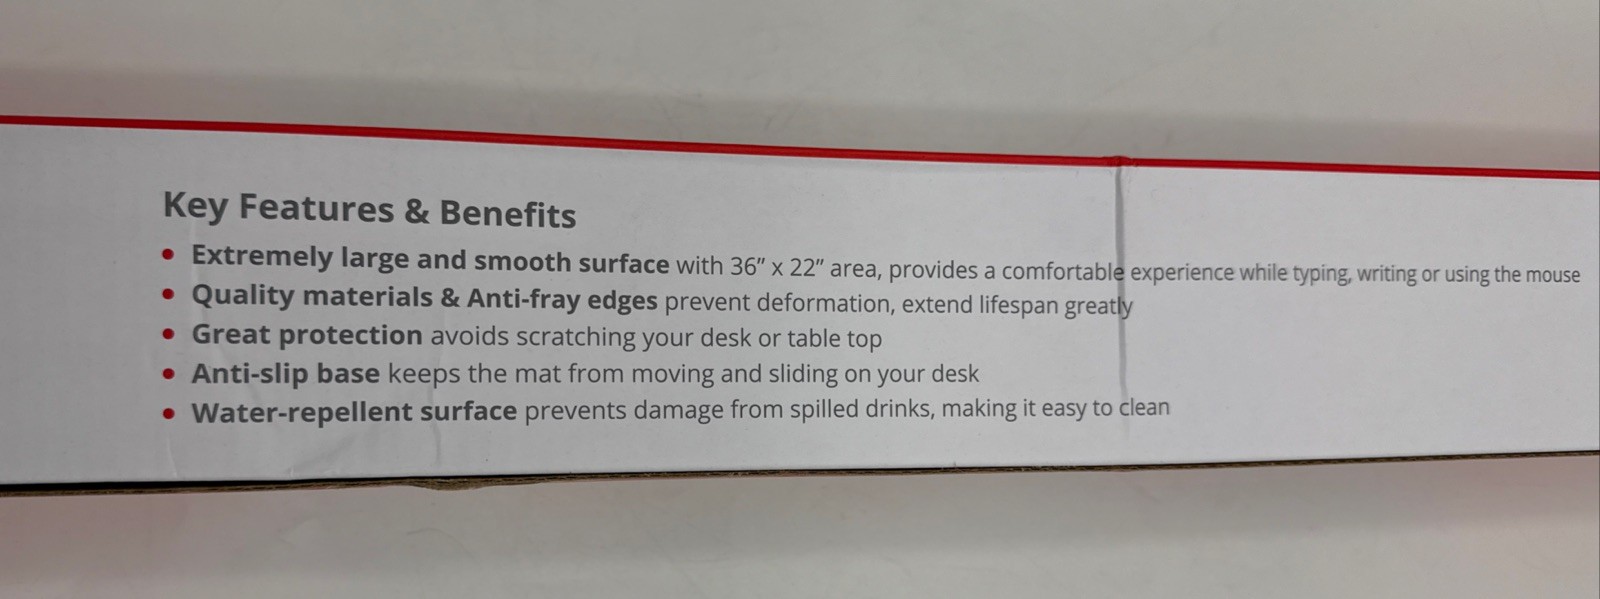 Key Features & Benefits
• Extremely large and smooth surface with 36” x 22” area, provides a comfortable experience while typing, writing or using the mouse
• Quality materials & Anti-fray edges prevent deformation, extend lifespan greatly
• Great protection avoids scratching your desk or table top
• Anti-slip base keeps the mat from moving and sliding on your desk
• Water-repellent surface prevents damage from spilled drinks, making it easy to clean